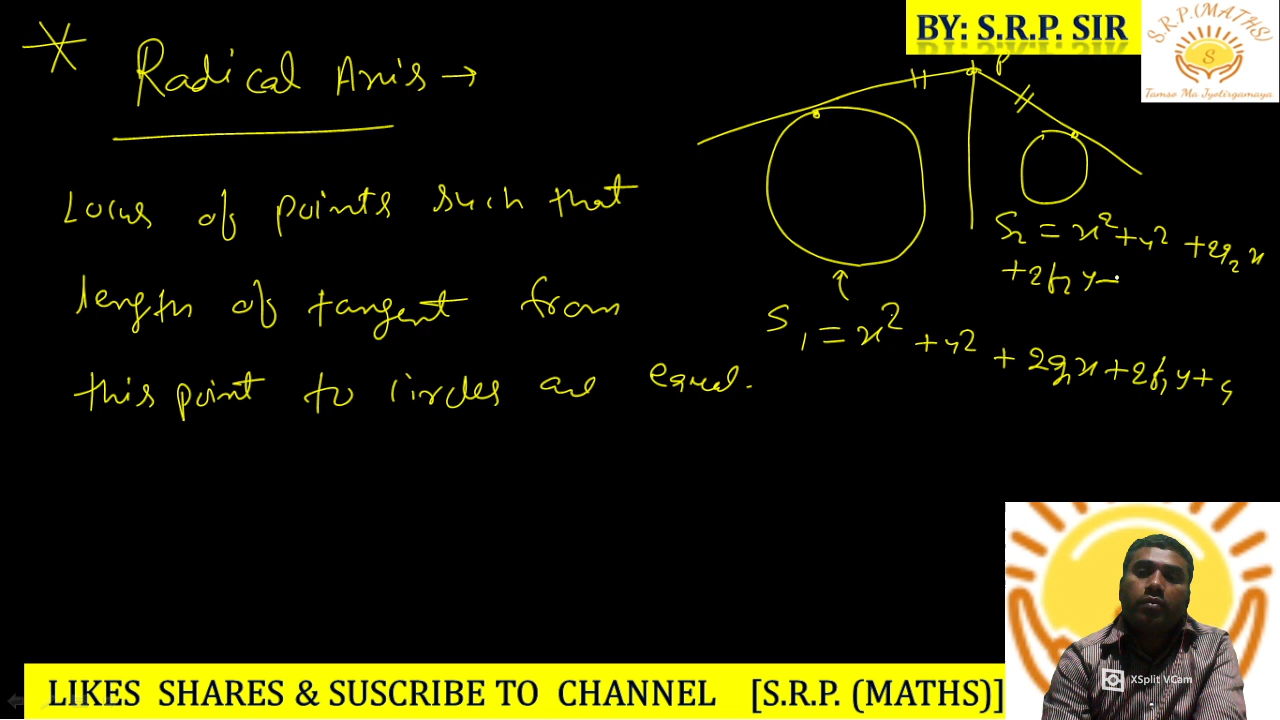 BY: S.R.P. SIR
S.R.P.(MATHS)
S
Tamso Ma Jyotirgamaya
* Radical Axis →
P
Locus of points such that
length of tangent from
this point to circles are equal.
S₂ = x² + y² + 2g₂x
+ 2f₂y
S₁ = x² + y² + 2g₁x + 2f₁y + c₁
XSplit VCam
LIKES SHARES & SUSCRIBE TO CHANNEL [S.R.P. (MATHS)]